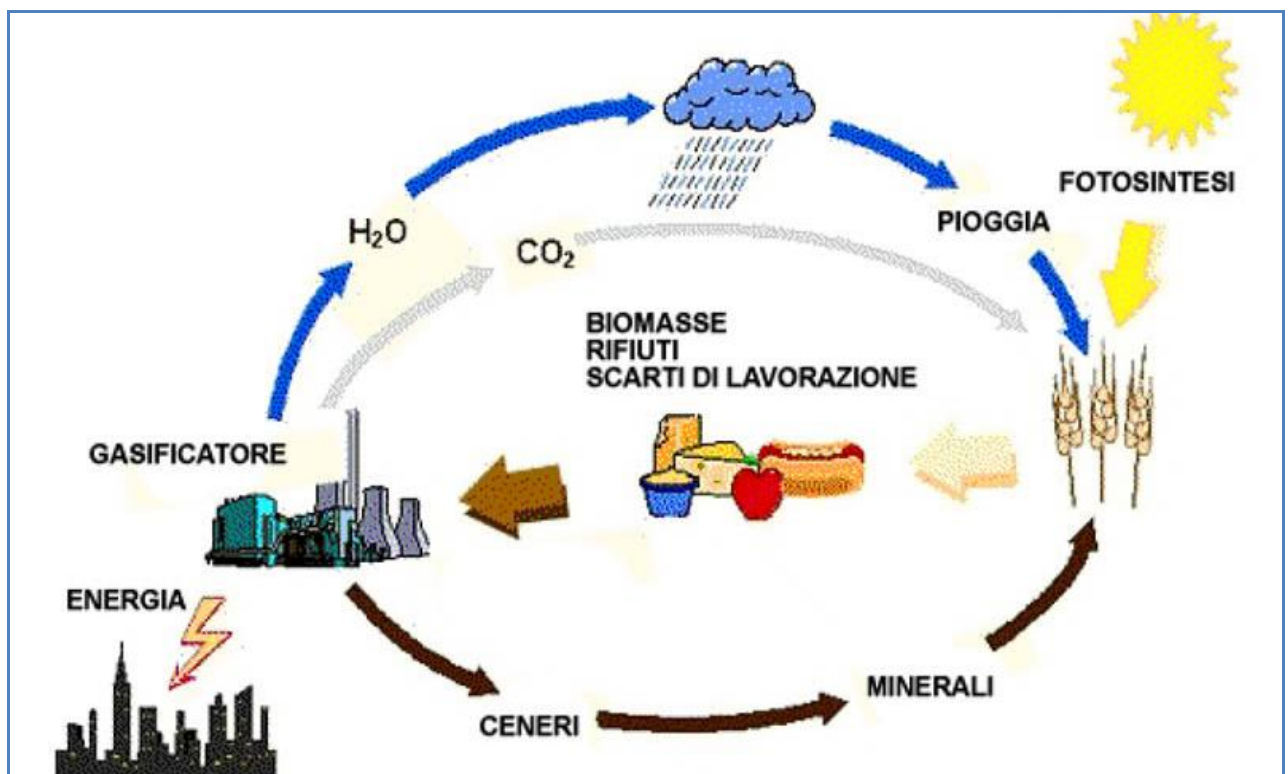 FOTOSINTESI
PIOGGIA
H₂O
CO₂
BIOMASSE
RIFIUTI
SCARTI DI LAVORAZIONE
GASIFICATORE
ENERGIA
MINERALI
CENERI